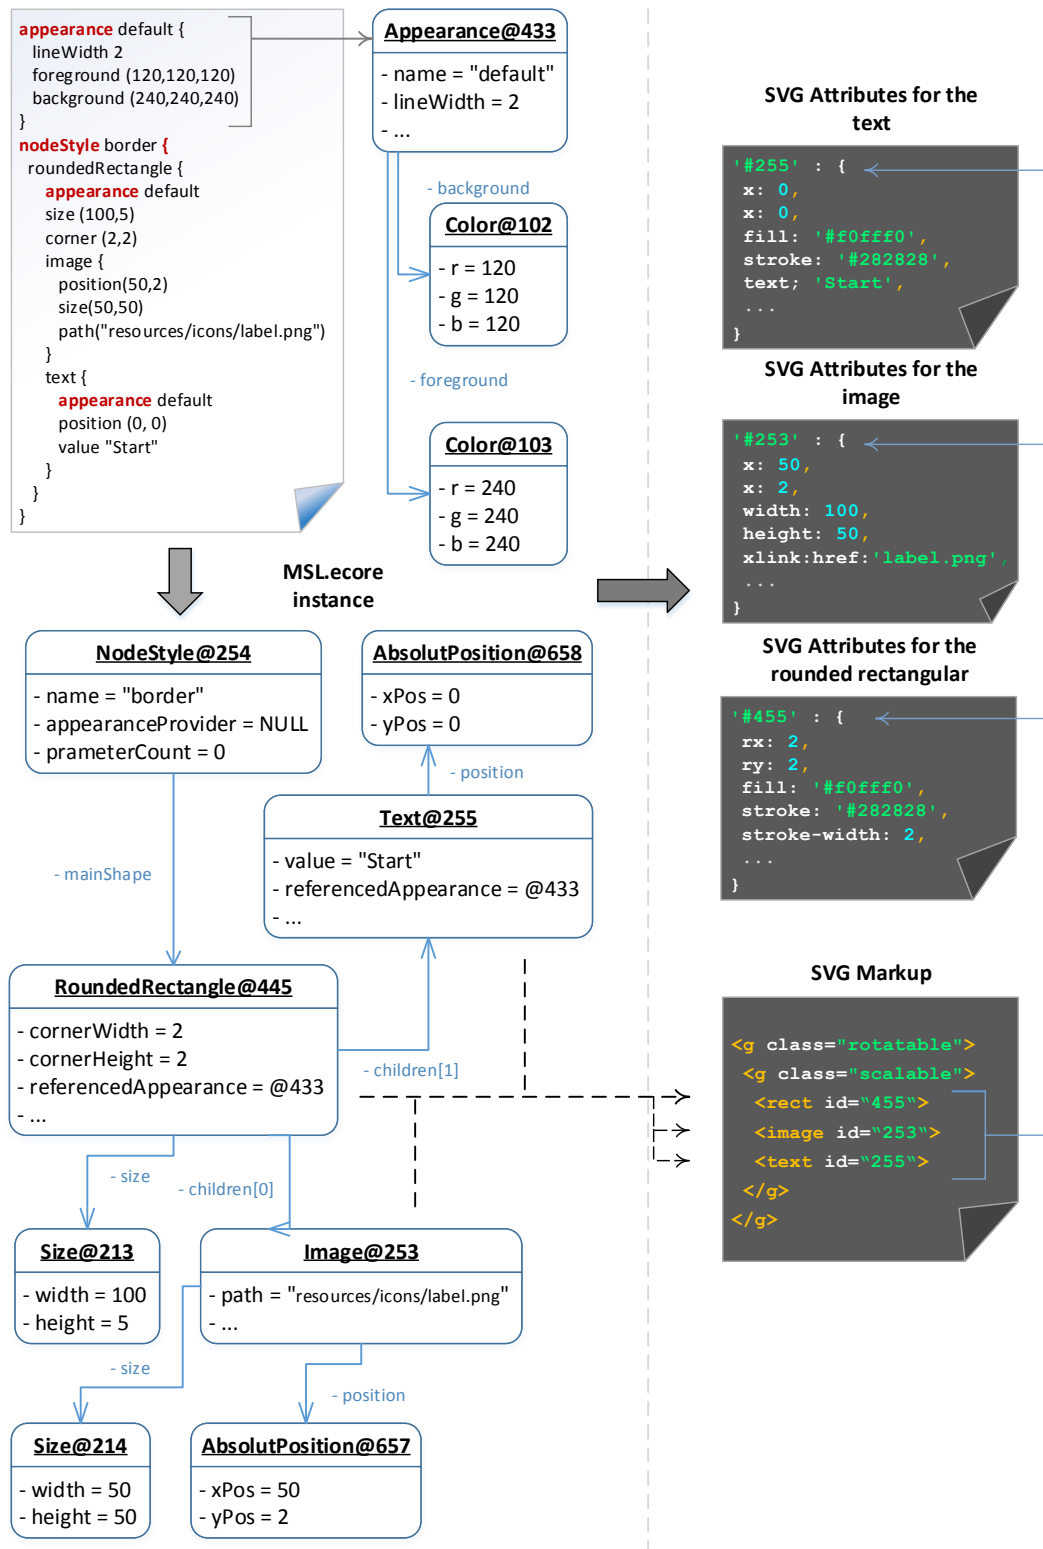 appearance default {
lineWidth 2
foreground (120,120,120)
background (240,240,240)
}
nodeStyle border {
roundedRectangle {
appearance default
size (100,5)
corner (2,2)
image {
position(50,2)
size(50,50)
path("resources/icons/label.png")
}
text {
appearance default
position (0, 0)
value "Start"
}
}
}
Appearance@433
- name = "default"
- lineWidth = 2
- ...
- background
Color@102
- r = 120
- g = 120
- b = 120
- foreground
Color@103
- r = 240
- g = 240
- b = 240
MSL.ecore
instance
NodeStyle@254
- name = "border"
- appearanceProvider = NULL
- prameterCount = 0
AbsolutPosition@658
- xPos = 0
- yPos = 0
- position
Text@255
- value = "Start"
- referencedAppearance = @433
- ...
- mainShape
RoundedRectangle@445
- cornerWidth = 2
- cornerHeight = 2
- referencedAppearance = @433
- ...
- children[1]
- size
- children[0]
Size@213
- width = 100
- height = 5
Image@253
- path = "resources/icons/label.png"
- ...
- size
- position
Size@214
- width = 50
- height = 50
AbsolutPosition@657
- xPos = 50
- yPos = 2
SVG Attributes for the
text
'#255' : {
x: 0,
x: 0,
fill: '#f0fff0',
stroke: '#282828',
text; 'Start',
...
}
SVG Attributes for the
image
'#253' : {
x: 50,
x: 2,
width: 100,
height: 50,
xlink:href:'label.png',
...
}
SVG Attributes for the
rounded rectangular
'#455' : {
rx: 2,
ry: 2,
fill: '#f0fff0',
stroke: '#282828',
stroke-width: 2,
...
}
SVG Markup
<g class="rotatable">
<g class="scalable">
<rect id=“455“>
<image id=“253“>
<text id=“255“>
</g>
</g>